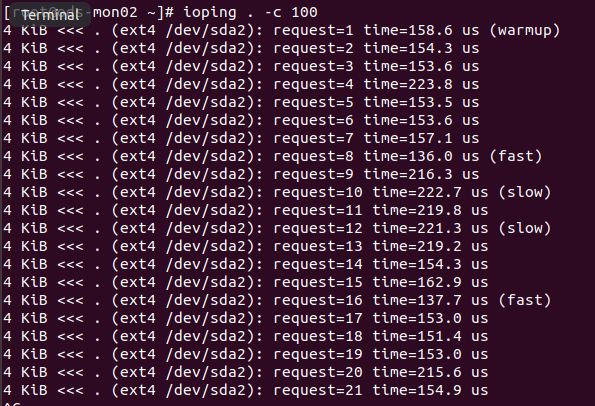 [root@mds-mon02 ~]# ioping . -c 100
Terminal
4 KiB <<< . (ext4 /dev/sda2): request=1 time=158.6 us (warmup)
4 KiB <<< . (ext4 /dev/sda2): request=2 time=154.3 us
4 KiB <<< . (ext4 /dev/sda2): request=3 time=153.6 us
4 KiB <<< . (ext4 /dev/sda2): request=4 time=223.8 us
4 KiB <<< . (ext4 /dev/sda2): request=5 time=153.5 us
4 KiB <<< . (ext4 /dev/sda2): request=6 time=153.6 us
4 KiB <<< . (ext4 /dev/sda2): request=7 time=157.1 us
4 KiB <<< . (ext4 /dev/sda2): request=8 time=136.0 us (fast)
4 KiB <<< . (ext4 /dev/sda2): request=9 time=216.3 us
4 KiB <<< . (ext4 /dev/sda2): request=10 time=222.7 us (slow)
4 KiB <<< . (ext4 /dev/sda2): request=11 time=219.8 us
4 KiB <<< . (ext4 /dev/sda2): request=12 time=221.3 us (slow)
4 KiB <<< . (ext4 /dev/sda2): request=13 time=219.2 us
4 KiB <<< . (ext4 /dev/sda2): request=14 time=154.3 us
4 KiB <<< . (ext4 /dev/sda2): request=15 time=162.9 us
4 KiB <<< . (ext4 /dev/sda2): request=16 time=137.7 us (fast)
4 KiB <<< . (ext4 /dev/sda2): request=17 time=153.0 us
4 KiB <<< . (ext4 /dev/sda2): request=18 time=151.4 us
4 KiB <<< . (ext4 /dev/sda2): request=19 time=153.0 us
4 KiB <<< . (ext4 /dev/sda2): request=20 time=215.6 us
4 KiB <<< . (ext4 /dev/sda2): request=21 time=154.9 us